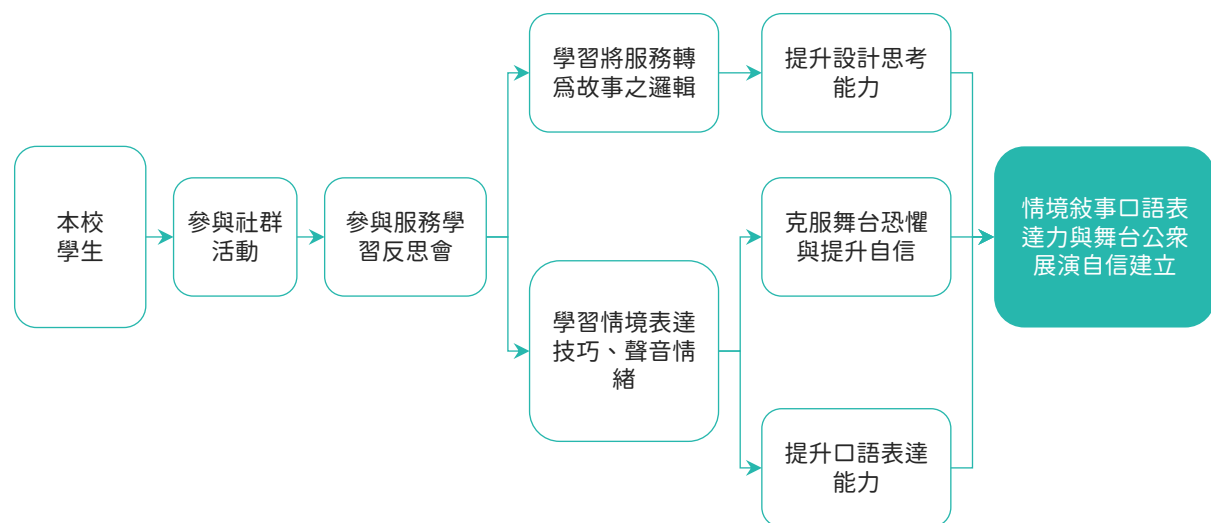 本校
學生
參與社群
活動
參與服務學
習反思會
學習將服務轉
爲故事之邏輯
提升設計思考
能力
學習情境表達
技巧、聲音情
緒
克服舞台恐懼
與提升自信
提升口語表達
能力
情境敍事口語表
達力與舞台公衆
展演自信建立